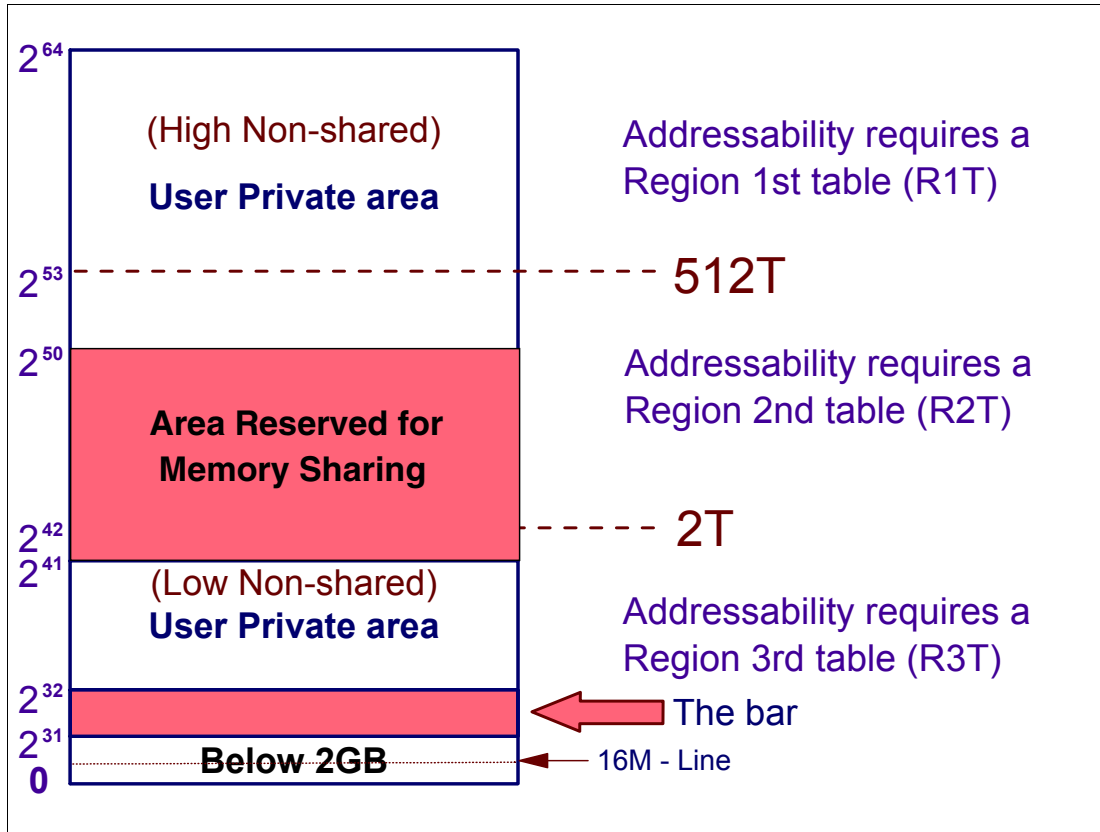 2^64
(High Non-shared)
User Private area
Addressability requires a
Region 1st table (R1T)
2^53
512T
2^50
Area Reserved for
Memory Sharing
Addressability requires a
Region 2nd table (R2T)
2^42
2T
2^41
(Low Non-shared)
User Private area
Addressability requires a
Region 3rd table (R3T)
2^32
The bar
2^31
Below 2GB
16M - Line
0